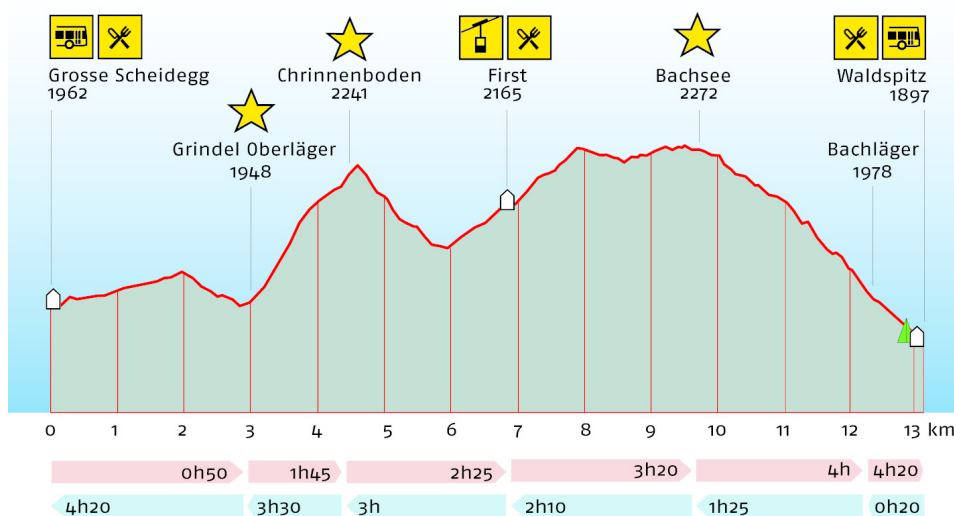 Grosse Scheidegg
1962
Chrinnenboden
2241
First
2165
Bachsee
2272
Waldspitz
1897
Grindel Oberläger
1948
Bachläger
1978
0 1 2 3 4 5 6 7 8 9 10 11 12 13 km
0h50 1h45 2h25 3h20 4h 4h20
4h20 3h30 3h 2h10 1h25 0h20